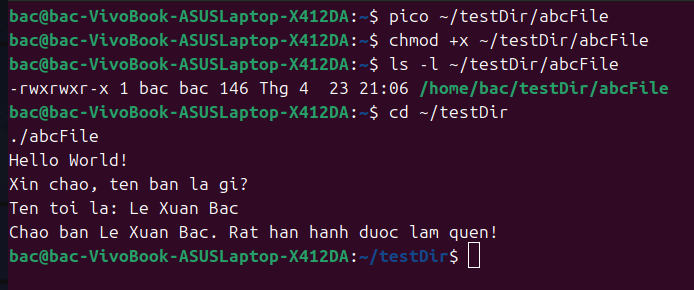 bac@bac-VivoBook-ASUSLaptop-X412DA:~$ pico ~/testDir/abcFile
bac@bac-VivoBook-ASUSLaptop-X412DA:~$ chmod +x ~/testDir/abcFile
bac@bac-VivoBook-ASUSLaptop-X412DA:~$ ls -l ~/testDir/abcFile
-rwxrwxr-x 1 bac bac 146 Thg 4  23 21:06 /home/bac/testDir/abcFile
bac@bac-VivoBook-ASUSLaptop-X412DA:~$ cd ~/testDir
./abcFile
Hello World!
Xin chao, ten ban la gi?
Ten toi la: Le Xuan Bac
Chao ban Le Xuan Bac. Rat han hanh duoc lam quen!
bac@bac-VivoBook-ASUSLaptop-X412DA:~/testDir$